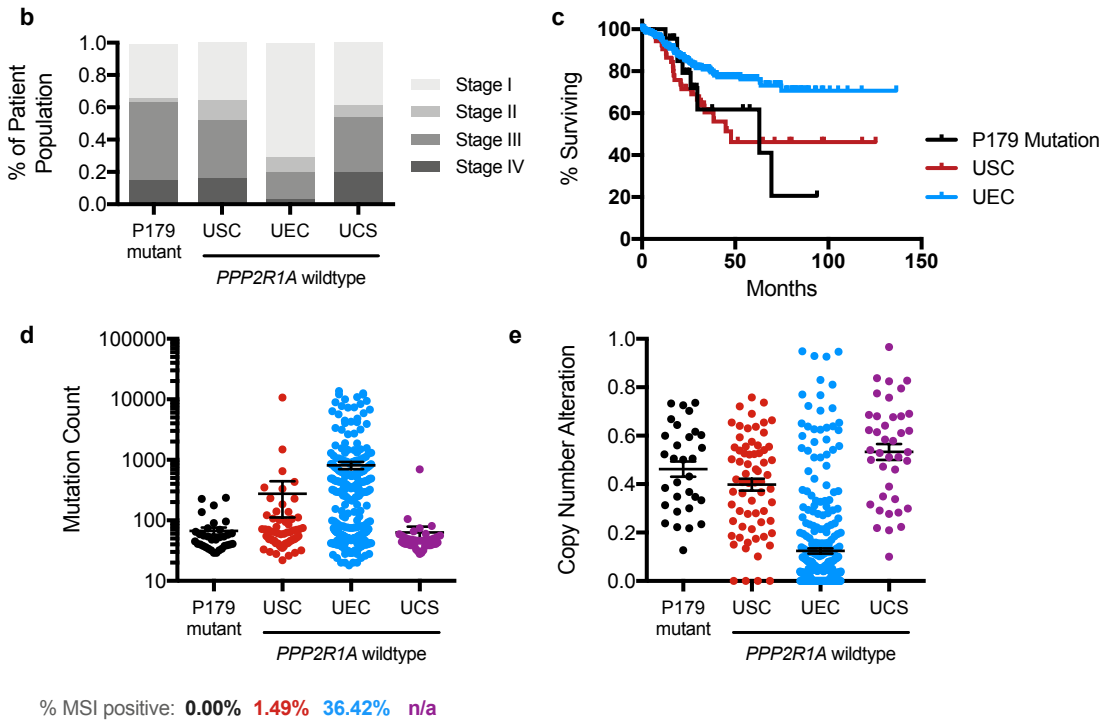 b
% of Patient
Population
1.0
0.8
0.6
0.4
0.2
0.0
Stage I
Stage II
Stage III
Stage IV
P179
mutant
USC
UEC
UCS
PPP2R1A wildtype
c
% Surviving
100
80
60
40
20
0
0
50
100
150
Months
P179 Mutation
USC
UEC
d
Mutation Count
100000
10000
1000
100
10
P179
mutant
USC
UEC
UCS
PPP2R1A wildtype
e
Copy Number Alteration
1.0
0.8
0.6
0.4
0.2
0.0
P179
mutant
USC
UEC
UCS
PPP2R1A wildtype
% MSI positive: 0.00% 1.49% 36.42% n/a